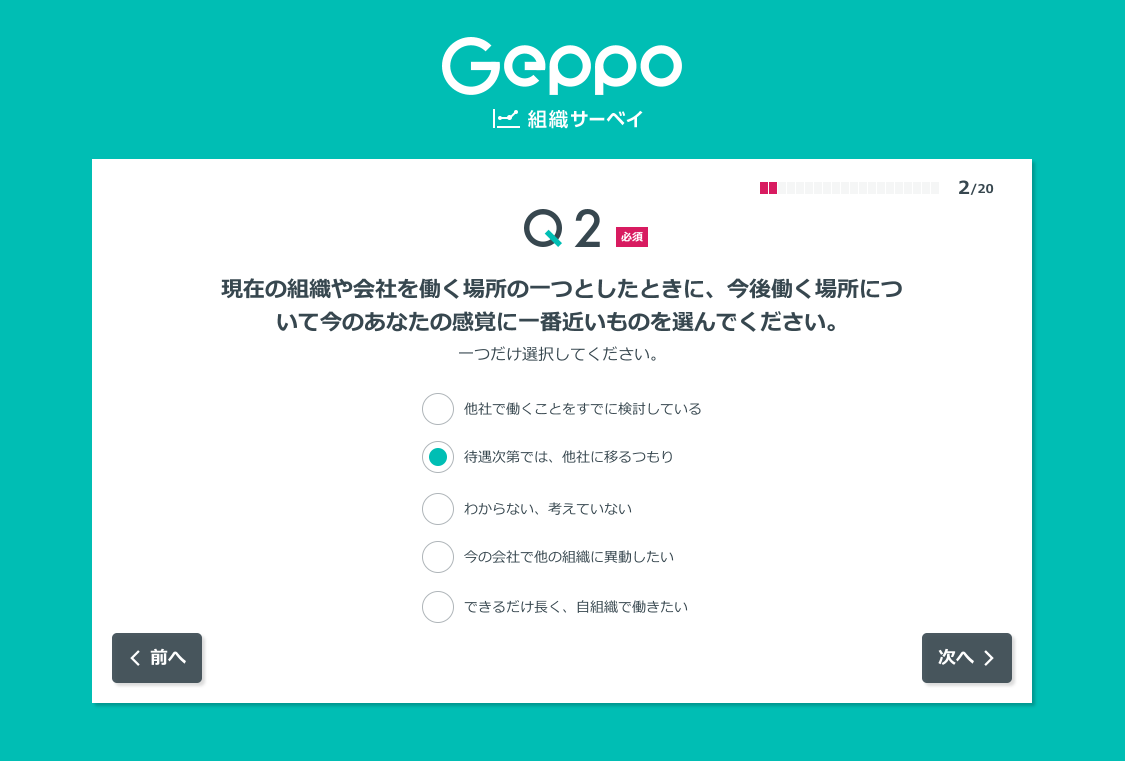 Geppo
組織サーベイ
2/20
Q2 必須
現在の組織や会社を働く場所の一つとしたときに、今後働く場所につ
いて今のあなたの感覚に一番近いものを選んでください。
一つだけ選択してください。
他社で働くことをすでに検討している
待遇次第では、他社に移るつもり
わからない、考えていない
今の会社で他の組織に異動したい
できるだけ長く、自組織で働きたい
前へ
次へ